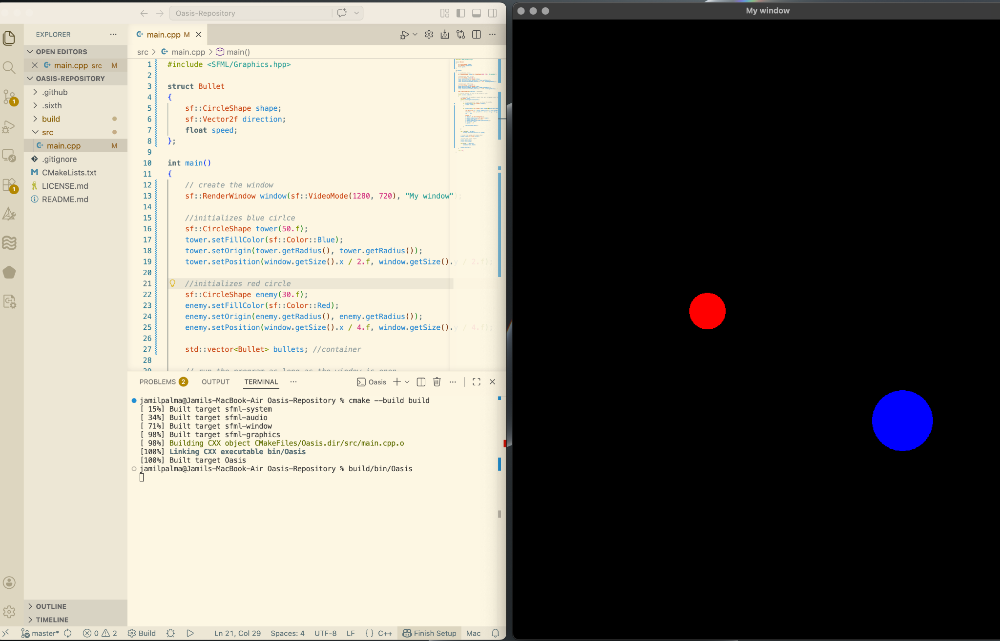 Oasis-Repository
EXPLORER
OPEN EDITORS
main.cpp src M
OASIS-REPOSITORY
.github
.sixth
build
src
main.cpp M
.gitignore
CMakeLists.txt
LICENSE.md
README.md
OUTLINE
TIMELINE
1
1
main.cpp M
src > main.cpp > main()
1 #include <SFML/Graphics.hpp>
2
3 struct Bullet
4 {
5 sf::CircleShape shape;
6 sf::Vector2f direction;
7 float speed;
8 };
9
10 int main()
11 {
12 // create the window
13 sf::RenderWindow window(sf::VideoMode(1280, 720), "My window");
14
15 //initializes blue cirlce
16 sf::CircleShape tower(50.f);
17 tower.setFillColor(sf::Color::Blue);
18 tower.setOrigin(tower.getRadius(), tower.getRadius());
19 tower.setPosition(window.getSize().x / 2.f, window.getSize().y / 2.f);
20
21 //initializes red circle
22 sf::CircleShape enemy(30.f);
23 enemy.setFillColor(sf::Color::Red);
24 enemy.setOrigin(enemy.getRadius(), enemy.getRadius());
25 enemy.setPosition(window.getSize().x / 4.f, window.getSize().y / 4.f);
26
27 std::vector<Bullet> bullets; //container
28
29 // run the program as long as the window is open
PROBLEMS 2 OUTPUT TERMINAL Oasis
jamilpalma@Jamils-MacBook-Air Oasis-Repository % cmake --build build
[ 15%] Built target sfml-system
[ 34%] Built target sfml-audio
[ 71%] Built target sfml-window
[ 98%] Built target sfml-graphics
[ 98%] Building CXX object CMakeFiles/Oasis.dir/src/main.cpp.o
[100%] Linking CXX executable bin/Oasis
[100%] Built target Oasis
jamilpalma@Jamils-MacBook-Air Oasis-Repository % build/bin/Oasis
master* 0 2 Build Ln 21, Col 29 Spaces: 4 UTF-8 LF {} C++ Finish Setup Mac
My window